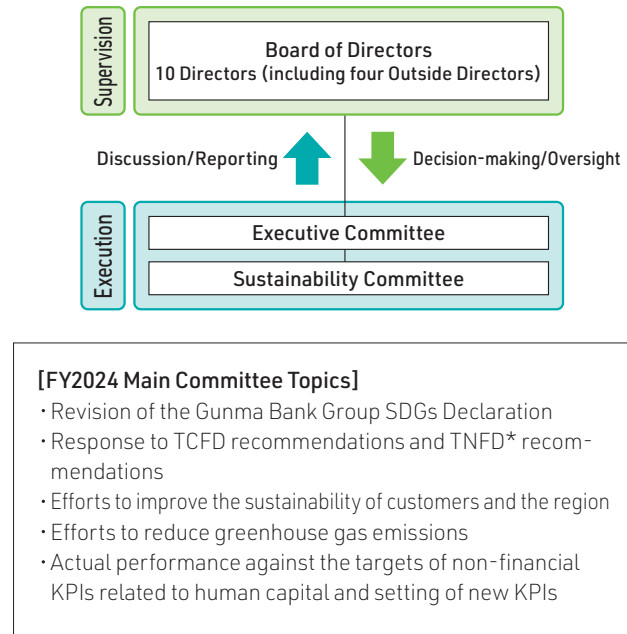 Supervision
Board of Directors
10 Directors (including four Outside Directors)
Discussion/Reporting
Decision-making/Oversight
Execution
Executive Committee
Sustainability Committee
[FY2024 Main Committee Topics]
・Revision of the Gunma Bank Group SDGs Declaration
・Response to TCFD recommendations and TNFD* recom-
mendations
・Efforts to improve the sustainability of customers and the region
・Efforts to reduce greenhouse gas emissions
・Actual performance against the targets of non-financial
KPIs related to human capital and setting of new KPIs